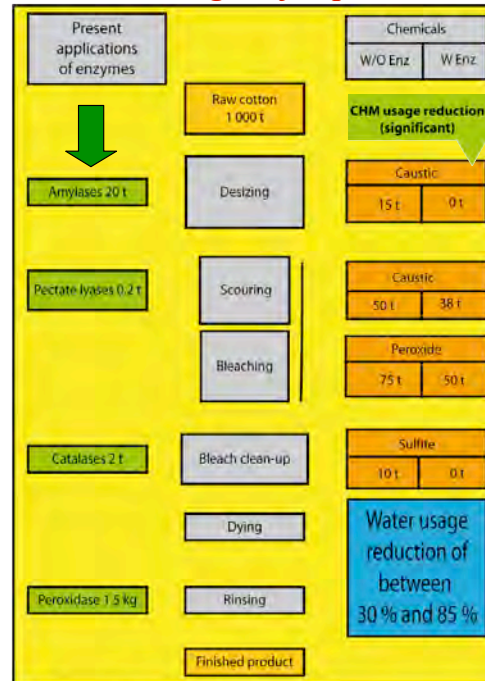 Present
applications
of enzymes
Chemicals
W/O Enz
W Enz
Raw cotton
1 000 t
CHM usage reduction
(significant)
Amylases 20 t
Desizing
Caustic
15 t
0 t
Pectate lyases 0.2 t
Scouring
Caustic
50 t
38 t
Bleaching
Peroxide
75 t
50 t
Catalases 2 t
Bleach clean-up
Sulfite
10 t
0 t
Dying
Water usage
reduction of
between
30 % and 85 %
Peroxidase 1.5 kg
Rinsing
Finished product